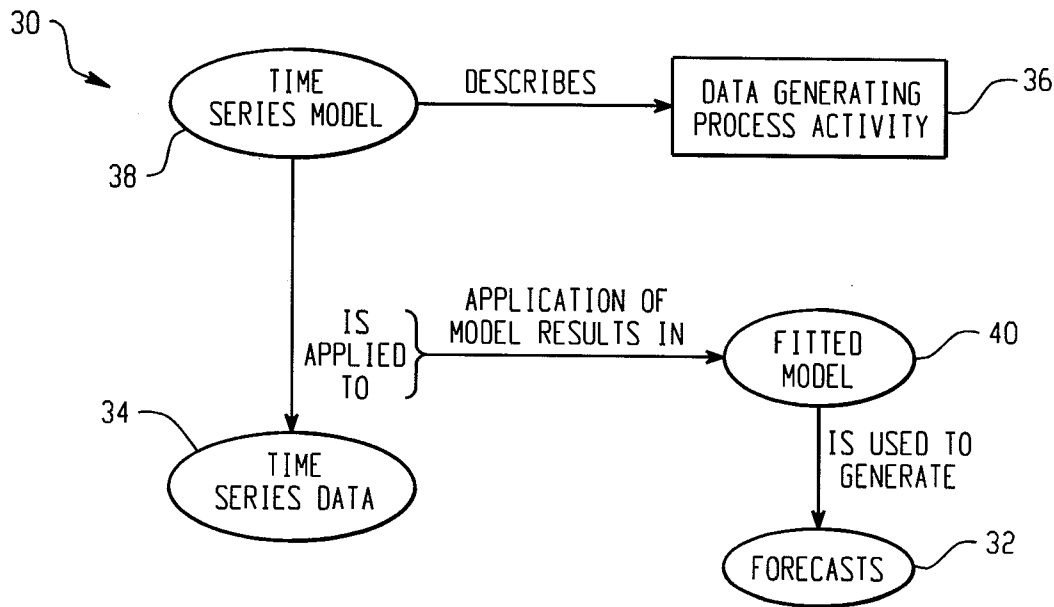 30
TIME
SERIES MODEL
38
DESCRIBES
DATA GENERATING
PROCESS ACTIVITY
36
IS
APPLIED
TO
APPLICATION OF
MODEL RESULTS IN
FITTED
MODEL
40
34
TIME
SERIES DATA
IS USED TO
GENERATE
FORECASTS
32